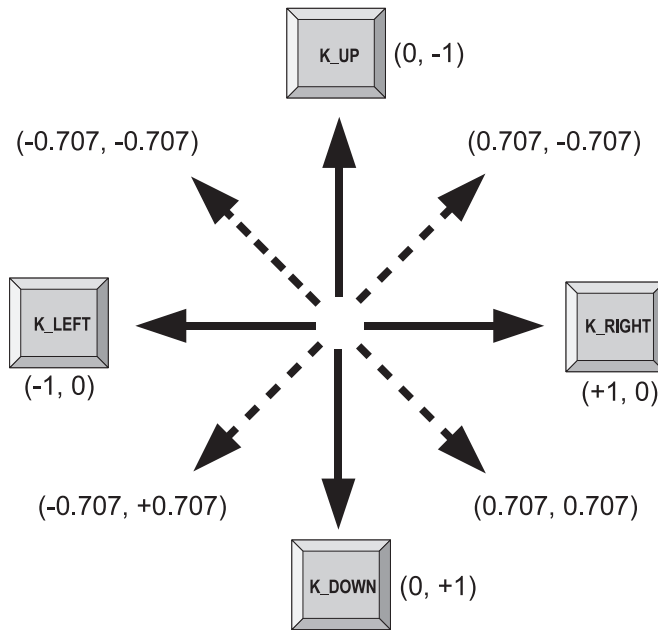 K_UP (0, -1)
(-0.707, -0.707) (0.707, -0.707)
K_LEFT K_RIGHT
(-1, 0) (+1, 0)
(-0.707, +0.707) (0.707, 0.707)
K_DOWN (0, +1)